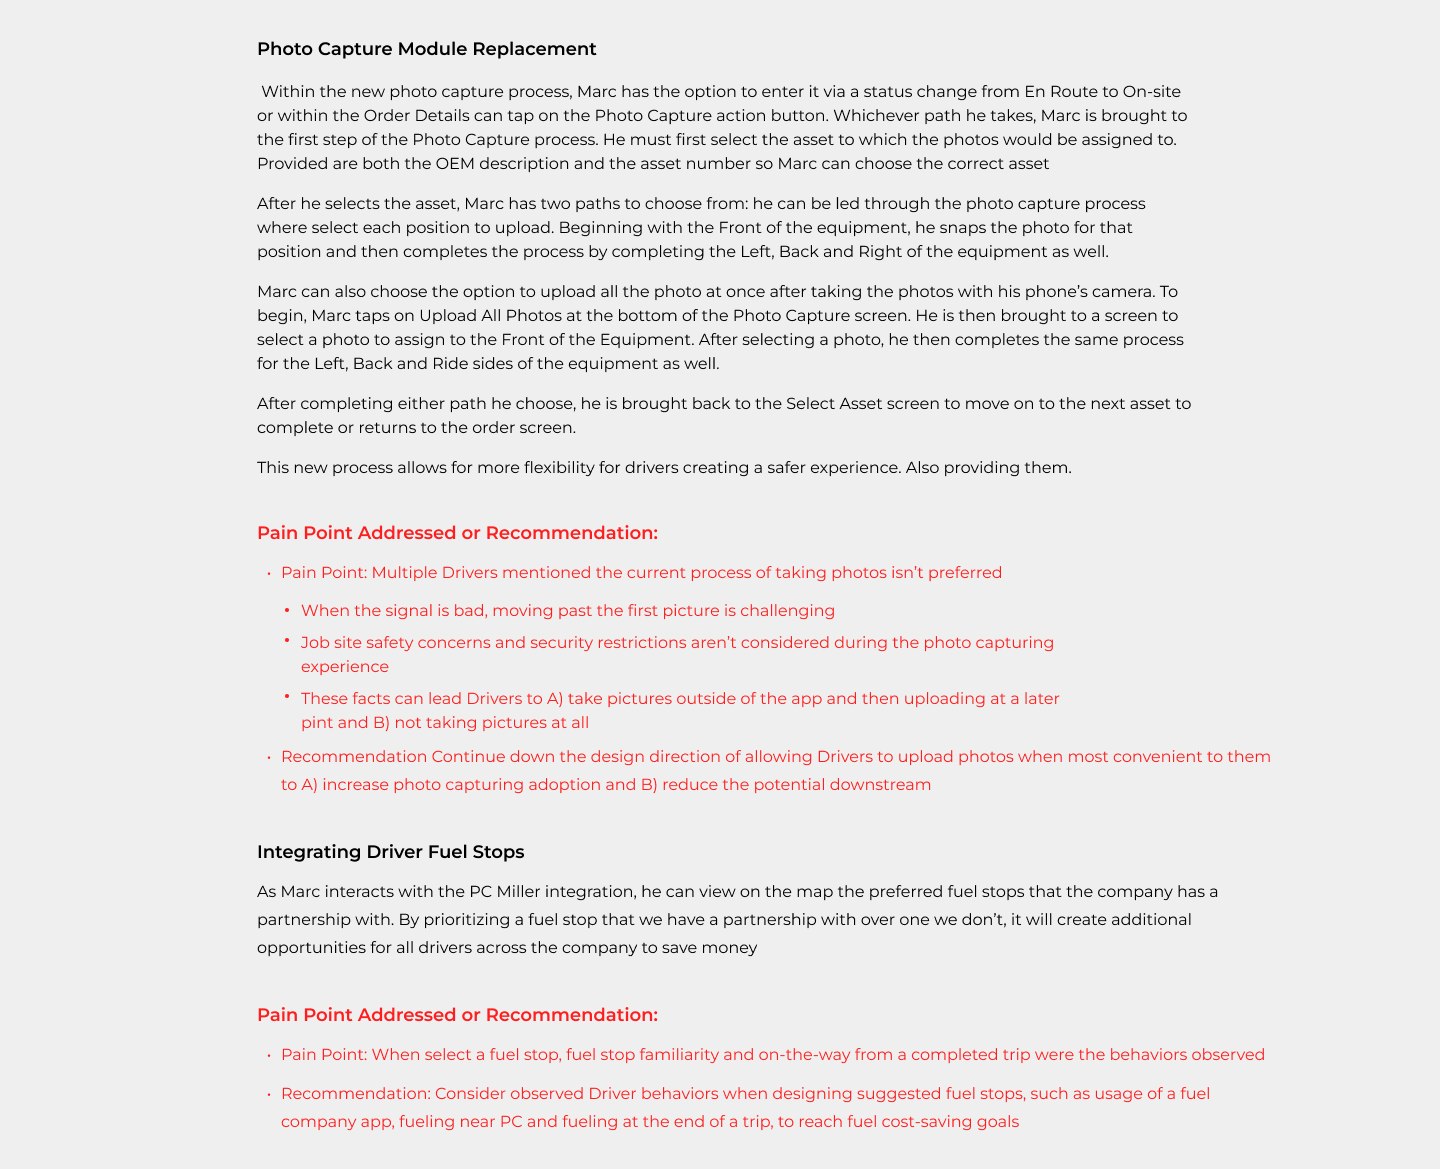 Photo Capture Module Replacement
Within the new photo capture process, Marc has the option to enter it via a status change from En Route to On-site
or within the Order Details can tap on the Photo Capture action button. Whichever path he takes, Marc is brought to
the first step of the Photo Capture process. He must first select the asset to which the photos would be assigned to.
Provided are both the OEM description and the asset number so Marc can choose the correct asset
After he selects the asset, Marc has two paths to choose from: he can be led through the photo capture process
where select each position to upload. Beginning with the Front of the equipment, he snaps the photo for that
position and then completes the process by completing the Left, Back and Right of the equipment as well.
Marc can also choose the option to upload all the photo at once after taking the photos with his phone’s camera. To
begin, Marc taps on Upload All Photos at the bottom of the Photo Capture screen. He is then brought to a screen to
select a photo to assign to the Front of the Equipment. After selecting a photo, he then completes the same process
for the Left, Back and Ride sides of the equipment as well.
After completing either path he choose, he is brought back to the Select Asset screen to move on to the next asset to
complete or returns to the order screen.
This new process allows for more flexibility for drivers creating a safer experience. Also providing them.
Pain Point Addressed or Recommendation:
• Pain Point: Multiple Drivers mentioned the current process of taking photos isn’t preferred
• When the signal is bad, moving past the first picture is challenging
• Job site safety concerns and security restrictions aren’t considered during the photo capturing
experience
• These facts can lead Drivers to A) take pictures outside of the app and then uploading at a later
pint and B) not taking pictures at all
• Recommendation Continue down the design direction of allowing Drivers to upload photos when most convenient to them
to A) increase photo capturing adoption and B) reduce the potential downstream
Integrating Driver Fuel Stops
As Marc interacts with the PC Miller integration, he can view on the map the preferred fuel stops that the company has a
partnership with. By prioritizing a fuel stop that we have a partnership with over one we don’t, it will create additional
opportunities for all drivers across the company to save money
Pain Point Addressed or Recommendation:
• Pain Point: When select a fuel stop, fuel stop familiarity and on-the-way from a completed trip were the behaviors observed
• Recommendation: Consider observed Driver behaviors when designing suggested fuel stops, such as usage of a fuel
company app, fueling near PC and fueling at the end of a trip, to reach fuel cost-saving goals